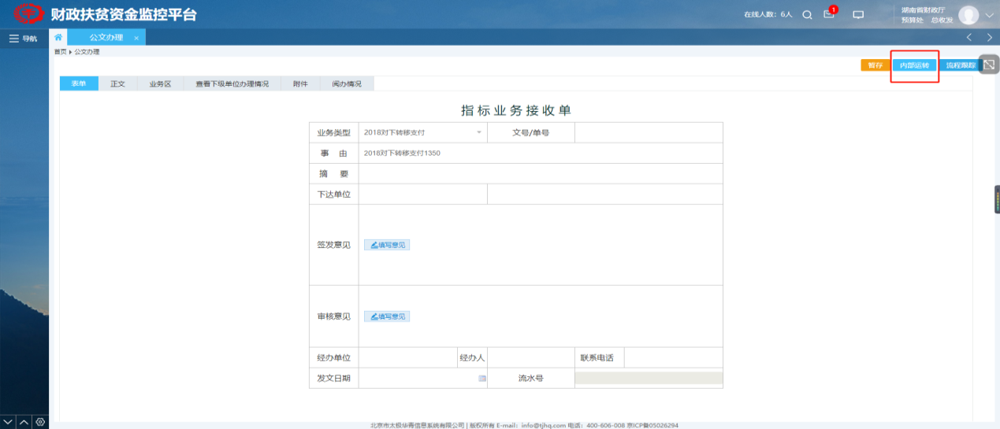 财政扶贫资金监控平台
在线人数：6人
1
湖南省财政厅
预算处 总收发
导航
公文办理 ×
首页 ▸ 公文办理
暂存 内部运转 流程跟踪
表单 正文 业务区 查看下级单位办理情况 附件 阅办情况
指标业务接收单
业务类型 2018对下转移支付 文号/单号
事 由 2018对下转移支付1350
摘 要
下达单位
签发意见 填写意见
审核意见 填写意见
经办单位 经办人 联系电话
发文日期 流水号
北京市太极华青信息系统有限公司 | 版权所有 E-mail：info@tjhq.com 电话：400-606-008 京ICP备05026294